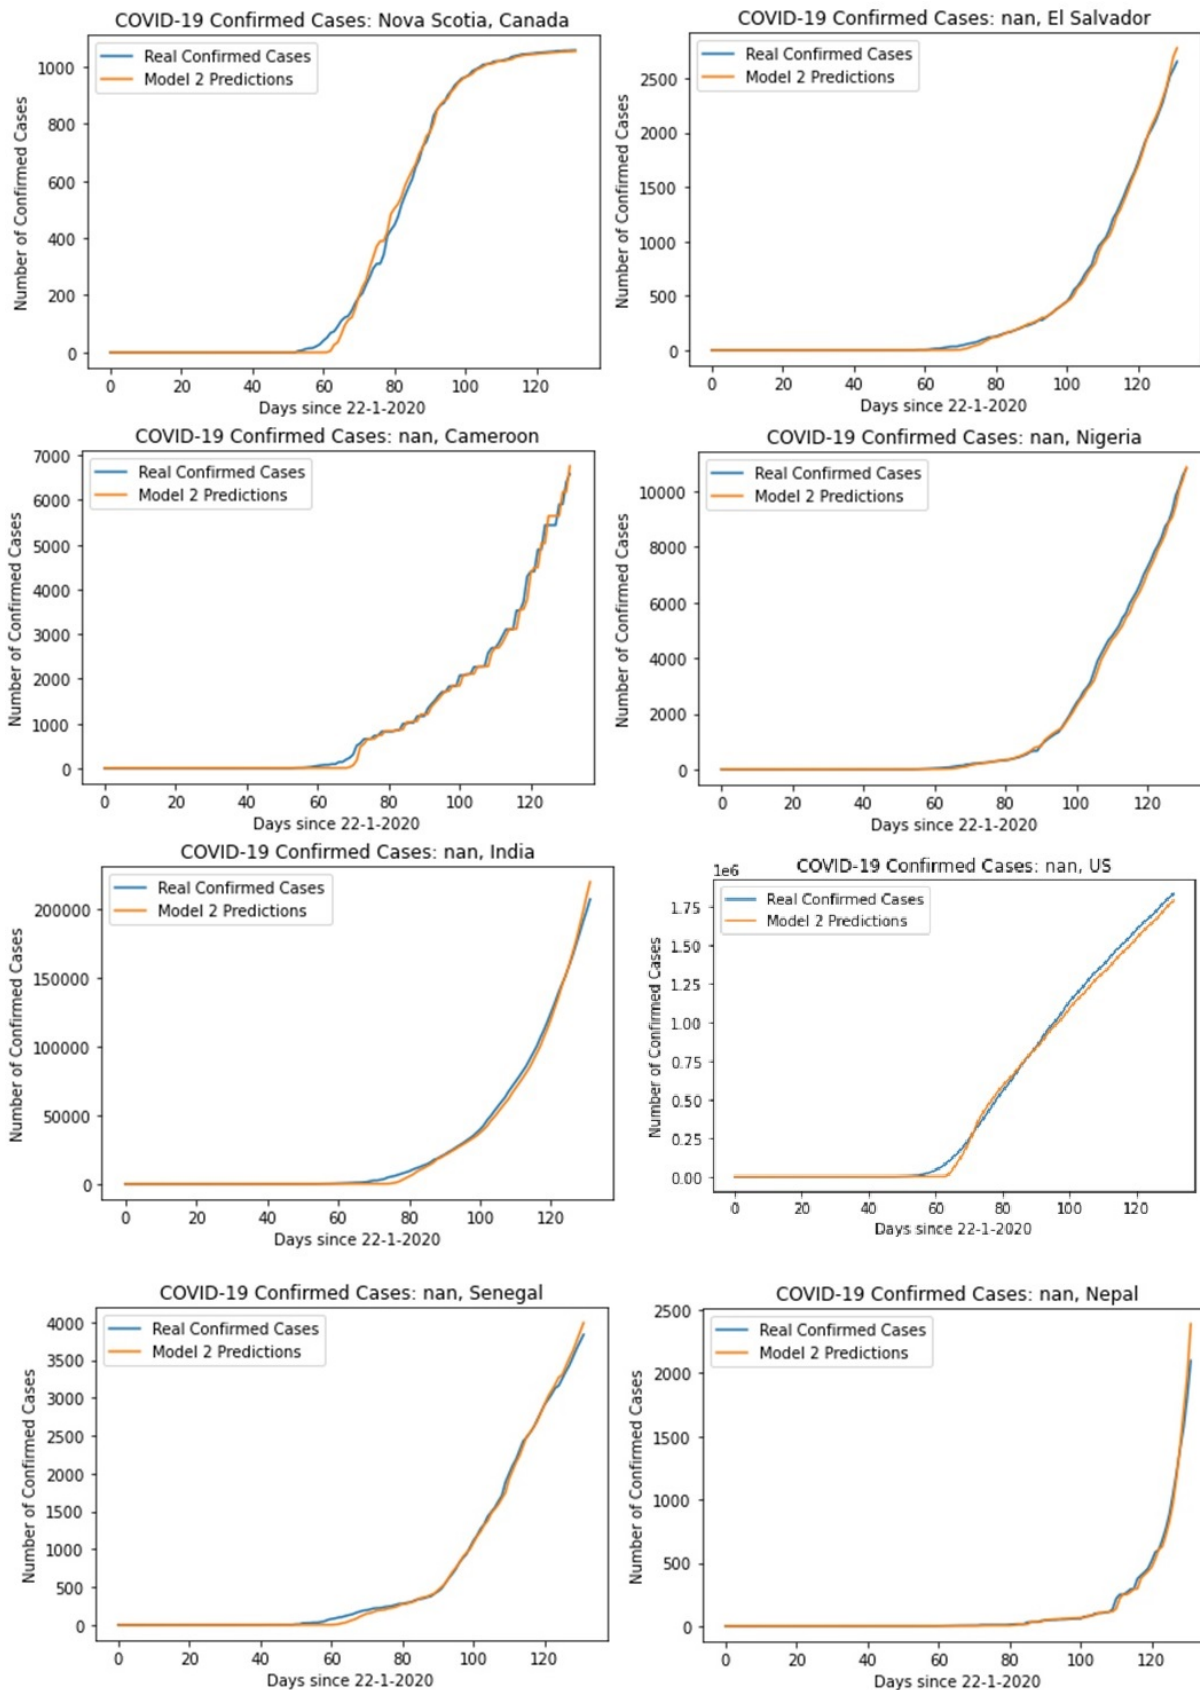 COVID-19 Confirmed Cases: Nova Scotia, Canada
Real Confirmed Cases
Model 2 Predictions
Number of Confirmed Cases
1000
800
600
400
200
0
0 20 40 60 80 100 120
Days since 22-1-2020
COVID-19 Confirmed Cases: nan, El Salvador
Real Confirmed Cases
Model 2 Predictions
Number of Confirmed Cases
2500
2000
1500
1000
500
0
0 20 40 60 80 100 120
Days since 22-1-2020
COVID-19 Confirmed Cases: nan, Cameroon
Real Confirmed Cases
Model 2 Predictions
Number of Confirmed Cases
7000
6000
5000
4000
3000
2000
1000
0
0 20 40 60 80 100 120
Days since 22-1-2020
COVID-19 Confirmed Cases: nan, Nigeria
Real Confirmed Cases
Model 2 Predictions
Number of Confirmed Cases
10000
8000
6000
4000
2000
0
0 20 40 60 80 100 120
Days since 22-1-2020
COVID-19 Confirmed Cases: nan, India
Real Confirmed Cases
Model 2 Predictions
Number of Confirmed Cases
200000
150000
100000
50000
0
0 20 40 60 80 100 120
Days since 22-1-2020
COVID-19 Confirmed Cases: nan, US
1e6
Real Confirmed Cases
Model 2 Predictions
Number of Confirmed Cases
1.75
1.50
1.25
1.00
0.75
0.50
0.25
0.00
0 20 40 60 80 100 120
Days since 22-1-2020
COVID-19 Confirmed Cases: nan, Senegal
Real Confirmed Cases
Model 2 Predictions
Number of Confirmed Cases
4000
3500
3000
2500
2000
1500
1000
500
0
0 20 40 60 80 100 120
Days since 22-1-2020
COVID-19 Confirmed Cases: nan, Nepal
Real Confirmed Cases
Model 2 Predictions
Number of Confirmed Cases
2500
2000
1500
1000
500
0
0 20 40 60 80 100 120
Days since 22-1-2020